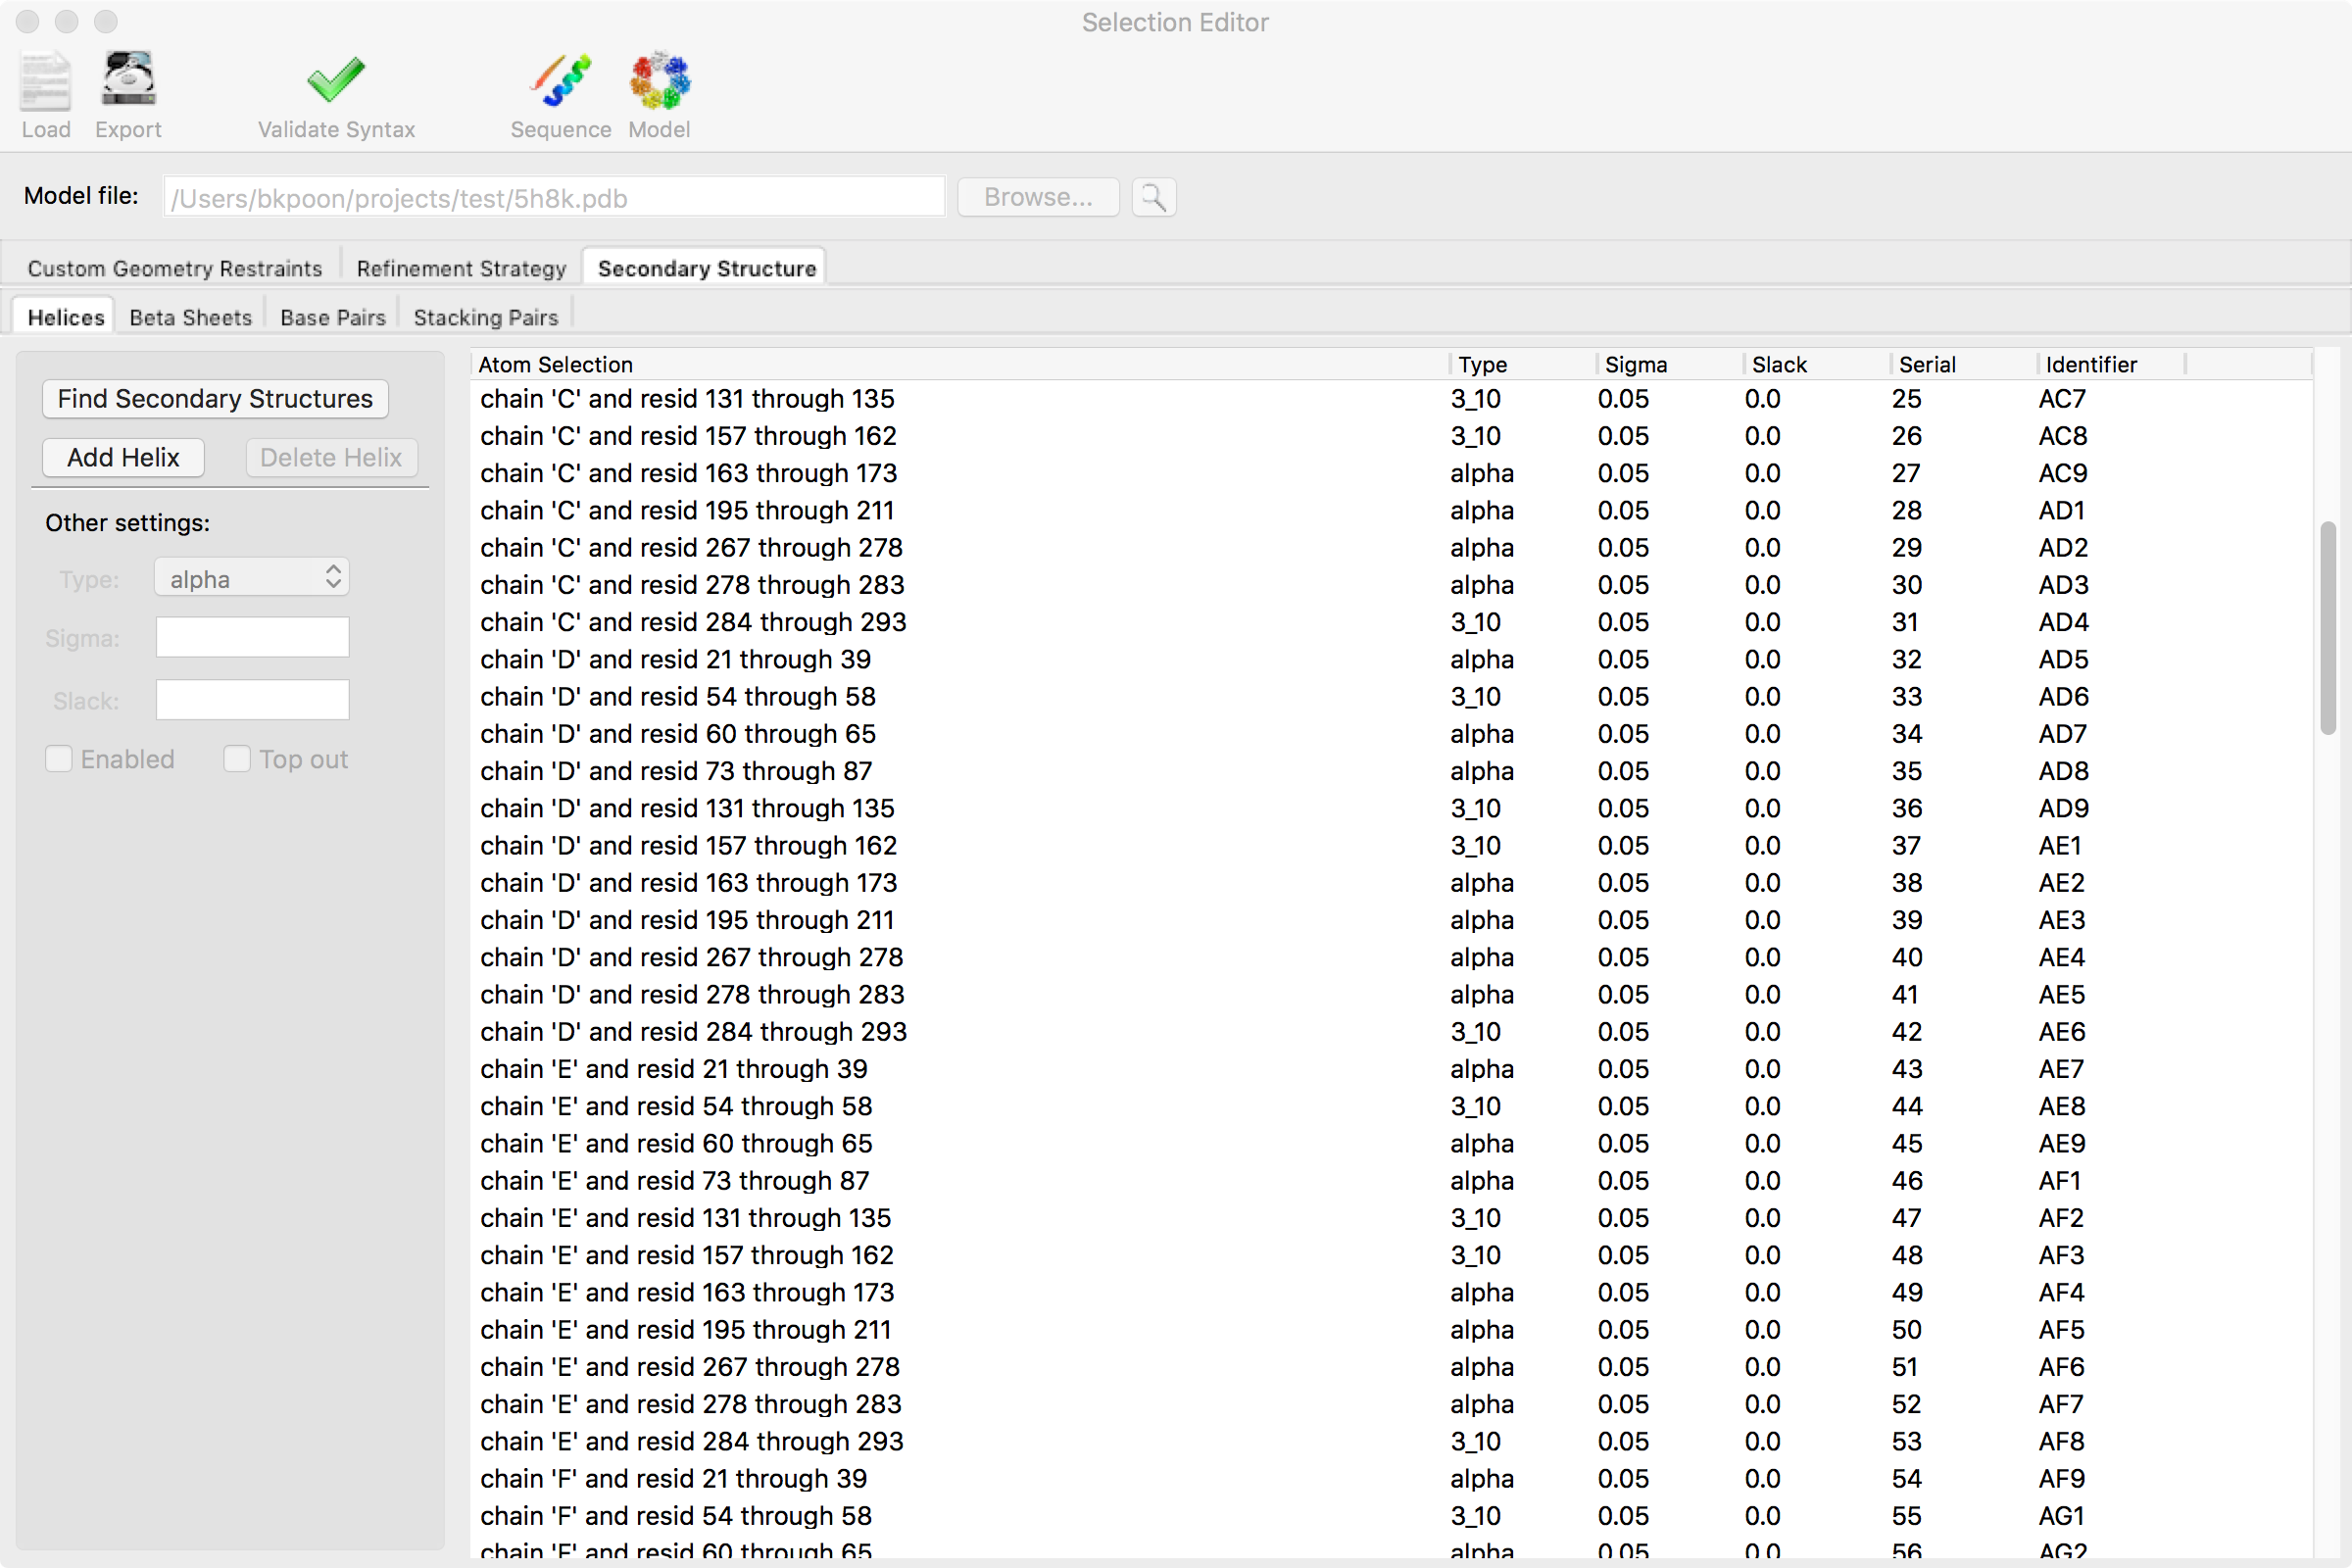 Selection Editor
Load Export Validate Syntax Sequence Model
Model file: /Users/bkpoon/projects/test/5h8k.pdb Browse...
Custom Geometry Restraints Refinement Strategy Secondary Structure
Helices Beta Sheets Base Pairs Stacking Pairs
Find Secondary Structures
Add Helix Delete Helix
Other settings:
Type: alpha
Sigma:
Slack:
Enabled Top out
Atom Selection Type Sigma Slack Serial Identifier
chain 'C' and resid 131 through 135 3_10 0.05 0.0 25 AC7
chain 'C' and resid 157 through 162 3_10 0.05 0.0 26 AC8
chain 'C' and resid 163 through 173 alpha 0.05 0.0 27 AC9
chain 'C' and resid 195 through 211 alpha 0.05 0.0 28 AD1
chain 'C' and resid 267 through 278 alpha 0.05 0.0 29 AD2
chain 'C' and resid 278 through 283 alpha 0.05 0.0 30 AD3
chain 'C' and resid 284 through 293 3_10 0.05 0.0 31 AD4
chain 'D' and resid 21 through 39 alpha 0.05 0.0 32 AD5
chain 'D' and resid 54 through 58 3_10 0.05 0.0 33 AD6
chain 'D' and resid 60 through 65 alpha 0.05 0.0 34 AD7
chain 'D' and resid 73 through 87 alpha 0.05 0.0 35 AD8
chain 'D' and resid 131 through 135 3_10 0.05 0.0 36 AD9
chain 'D' and resid 157 through 162 3_10 0.05 0.0 37 AE1
chain 'D' and resid 163 through 173 alpha 0.05 0.0 38 AE2
chain 'D' and resid 195 through 211 alpha 0.05 0.0 39 AE3
chain 'D' and resid 267 through 278 alpha 0.05 0.0 40 AE4
chain 'D' and resid 278 through 283 alpha 0.05 0.0 41 AE5
chain 'D' and resid 284 through 293 3_10 0.05 0.0 42 AE6
chain 'E' and resid 21 through 39 alpha 0.05 0.0 43 AE7
chain 'E' and resid 54 through 58 3_10 0.05 0.0 44 AE8
chain 'E' and resid 60 through 65 alpha 0.05 0.0 45 AE9
chain 'E' and resid 73 through 87 alpha 0.05 0.0 46 AF1
chain 'E' and resid 131 through 135 3_10 0.05 0.0 47 AF2
chain 'E' and resid 157 through 162 3_10 0.05 0.0 48 AF3
chain 'E' and resid 163 through 173 alpha 0.05 0.0 49 AF4
chain 'E' and resid 195 through 211 alpha 0.05 0.0 50 AF5
chain 'E' and resid 267 through 278 alpha 0.05 0.0 51 AF6
chain 'E' and resid 278 through 283 alpha 0.05 0.0 52 AF7
chain 'E' and resid 284 through 293 3_10 0.05 0.0 53 AF8
chain 'F' and resid 21 through 39 alpha 0.05 0.0 54 AF9
chain 'F' and resid 54 through 58 3_10 0.05 0.0 55 AG1
chain 'F' and resid 60 through 65 alpha 0.05 0.0 56 AG2